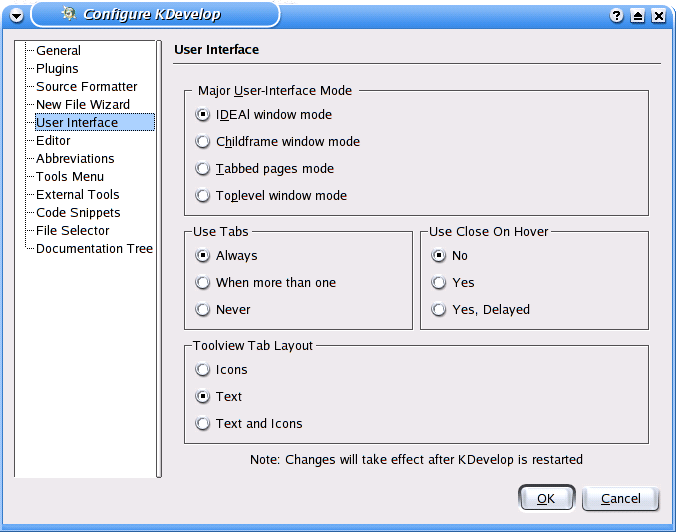 Configure KDevelop
General
Plugins
Source Formatter
New File Wizard
User Interface
Editor
Abbreviations
Tools Menu
External Tools
Code Snippets
File Selector
Documentation Tree
User Interface
Major User-Interface Mode
IDEAl window mode
Childframe window mode
Tabbed pages mode
Toplevel window mode
Use Tabs
Always
When more than one
Never
Use Close On Hover
No
Yes
Yes, Delayed
Toolview Tab Layout
Icons
Text
Text and Icons
Note: Changes will take effect after KDevelop is restarted
OK
Cancel